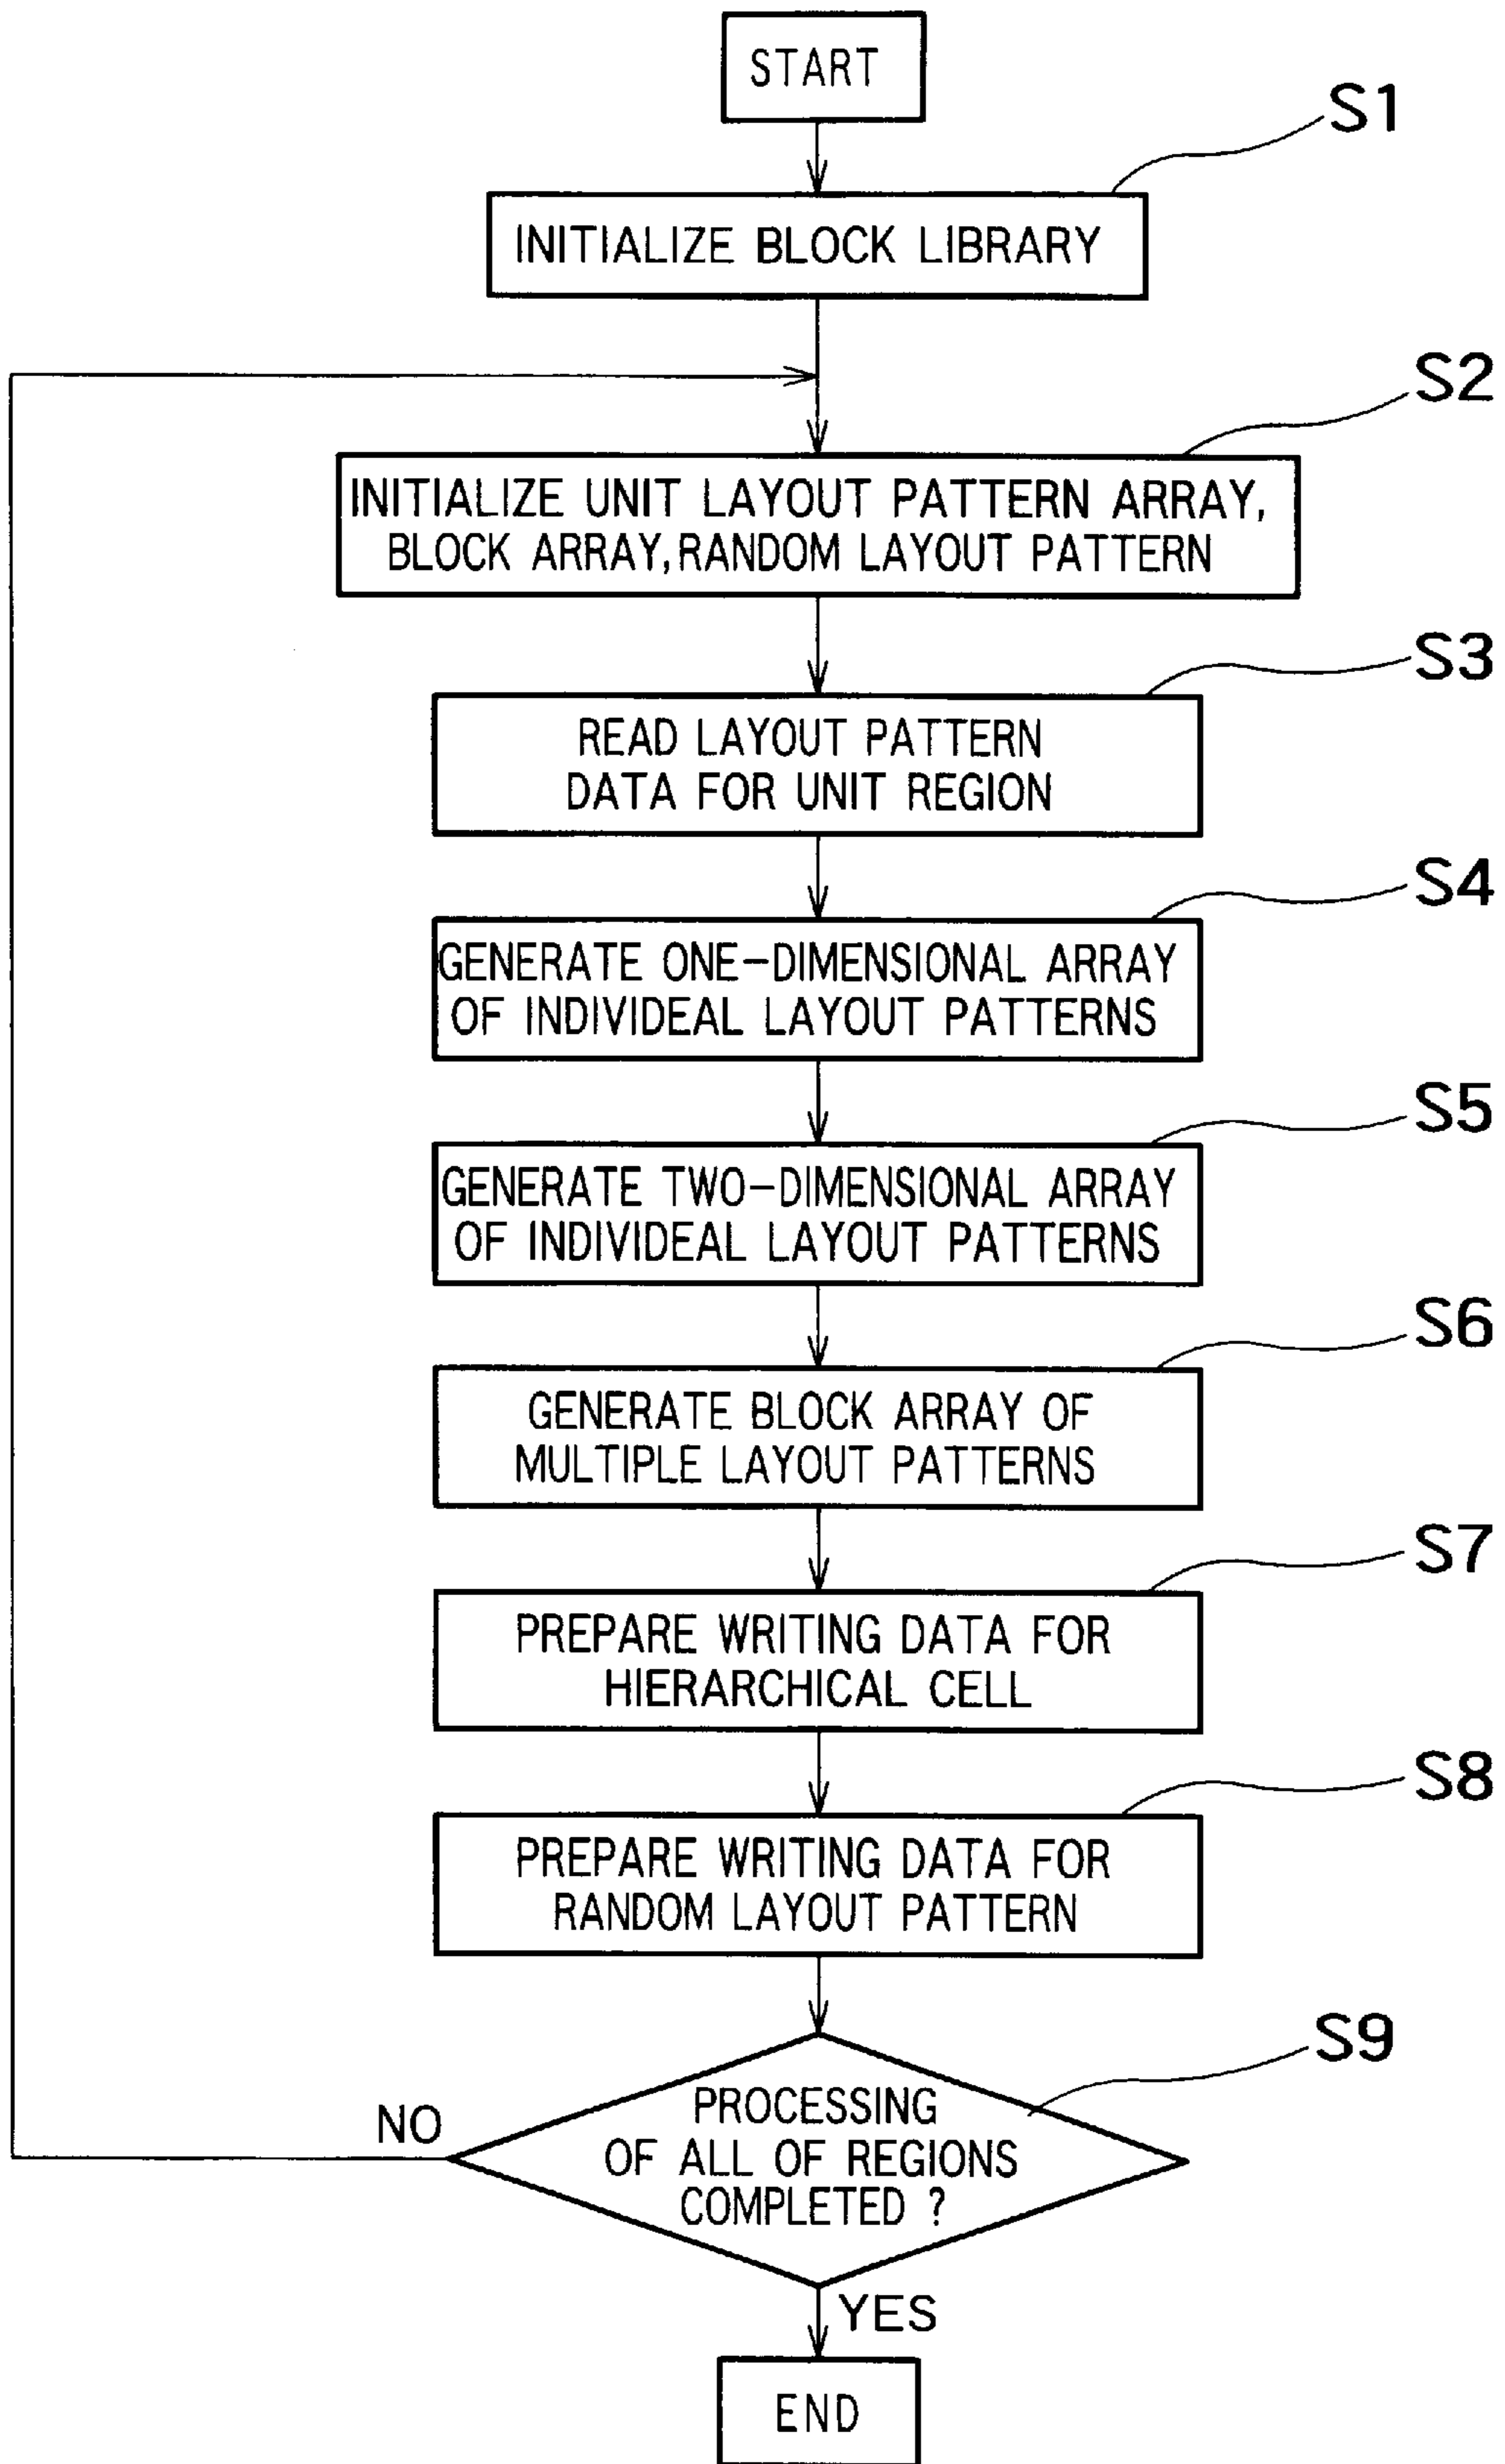 START
S1
INITIALIZE BLOCK LIBRARY
S2
INITIALIZE UNIT LAYOUT PATTERN ARRAY,
BLOCK ARRAY, RANDOM LAYOUT PATTERN
S3
READ LAYOUT PATTERN
DATA FOR UNIT REGION
S4
GENERATE ONE-DIMENSIONAL ARRAY
OF INDIVIDEAL LAYOUT PATTERNS
S5
GENERATE TWO-DIMENSIONAL ARRAY
OF INDIVIDEAL LAYOUT PATTERNS
S6
GENERATE BLOCK ARRAY OF
MULTIPLE LAYOUT PATTERNS
S7
PREPARE WRITING DATA FOR
HIERARCHICAL CELL
S8
PREPARE WRITING DATA FOR
RANDOM LAYOUT PATTERN
S9
NO
PROCESSING
OF ALL OF REGIONS
COMPLETED ?
YES
END